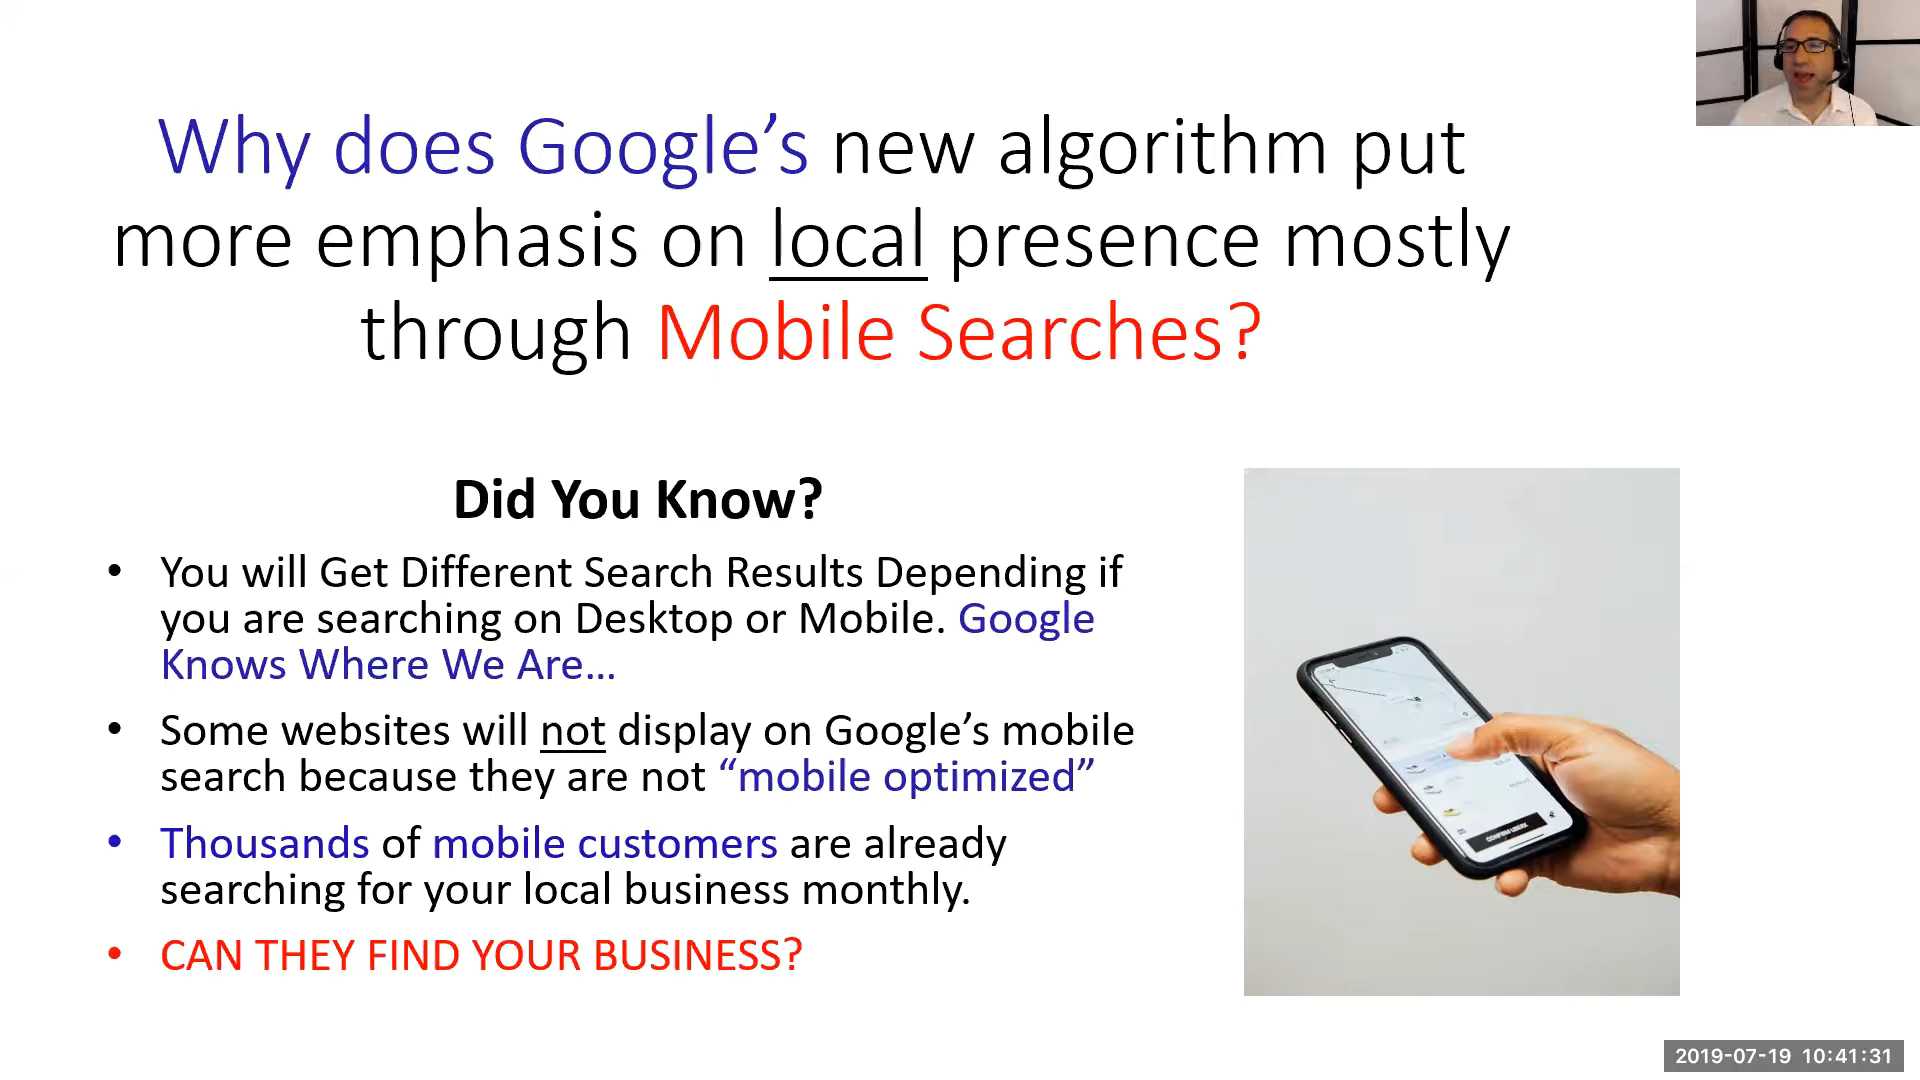 Why does Google’s new algorithm put
more emphasis on local presence mostly
through Mobile Searches?
Did You Know?
• You will Get Different Search Results Depending if
you are searching on Desktop or Mobile. Google
Knows Where We Are...
• Some websites will not display on Google’s mobile
search because they are not “mobile optimized”
• Thousands of mobile customers are already
searching for your local business monthly.
• CAN THEY FIND YOUR BUSINESS?
2019-07-19 10:41:31